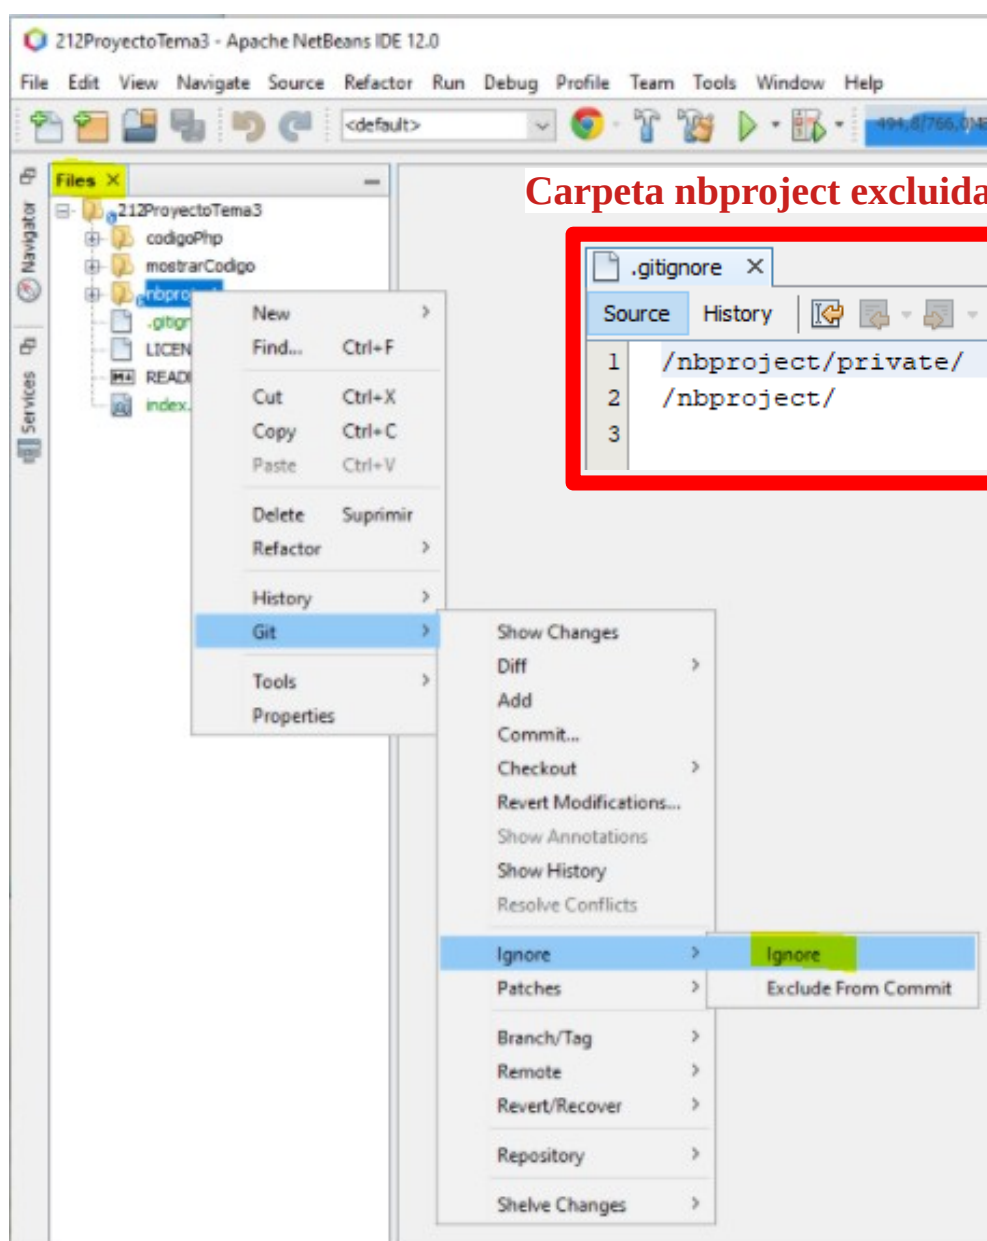 212ProyectoTema3 - Apache NetBeans IDE 12.0
File Edit View Navigate Source Refactor Run Debug Profile Team Tools Window Help
<default>
Files
Navigator
Services
212ProyectoTema3
codigoPhp
mostrarCodigo
.gitigr
LICEN
READ
index.
Carpeta nbproject excluida
.gitignore
Source History
1 /nbproject/private/
2 /nbproject/
3
New
Find... Ctrl+F
Cut Ctrl+X
Copy Ctrl+C
Paste Ctrl+V
Delete Suprimir
Refactor
History
Git
Tools
Properties
Show Changes
Diff
Add
Commit...
Checkout
Revert Modifications...
Show Annotations
Show History
Resolve Conflicts
Ignore
Patches
Branch/Tag
Remote
Revert/Recover
Repository
Shelve Changes
Ignore
Exclude From Commit